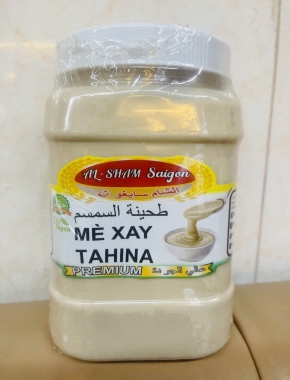 AL-SHAM Saigon
الشام سايغون
طحينة السمسم
MÈ XAY
TAHINA
PREMIUM